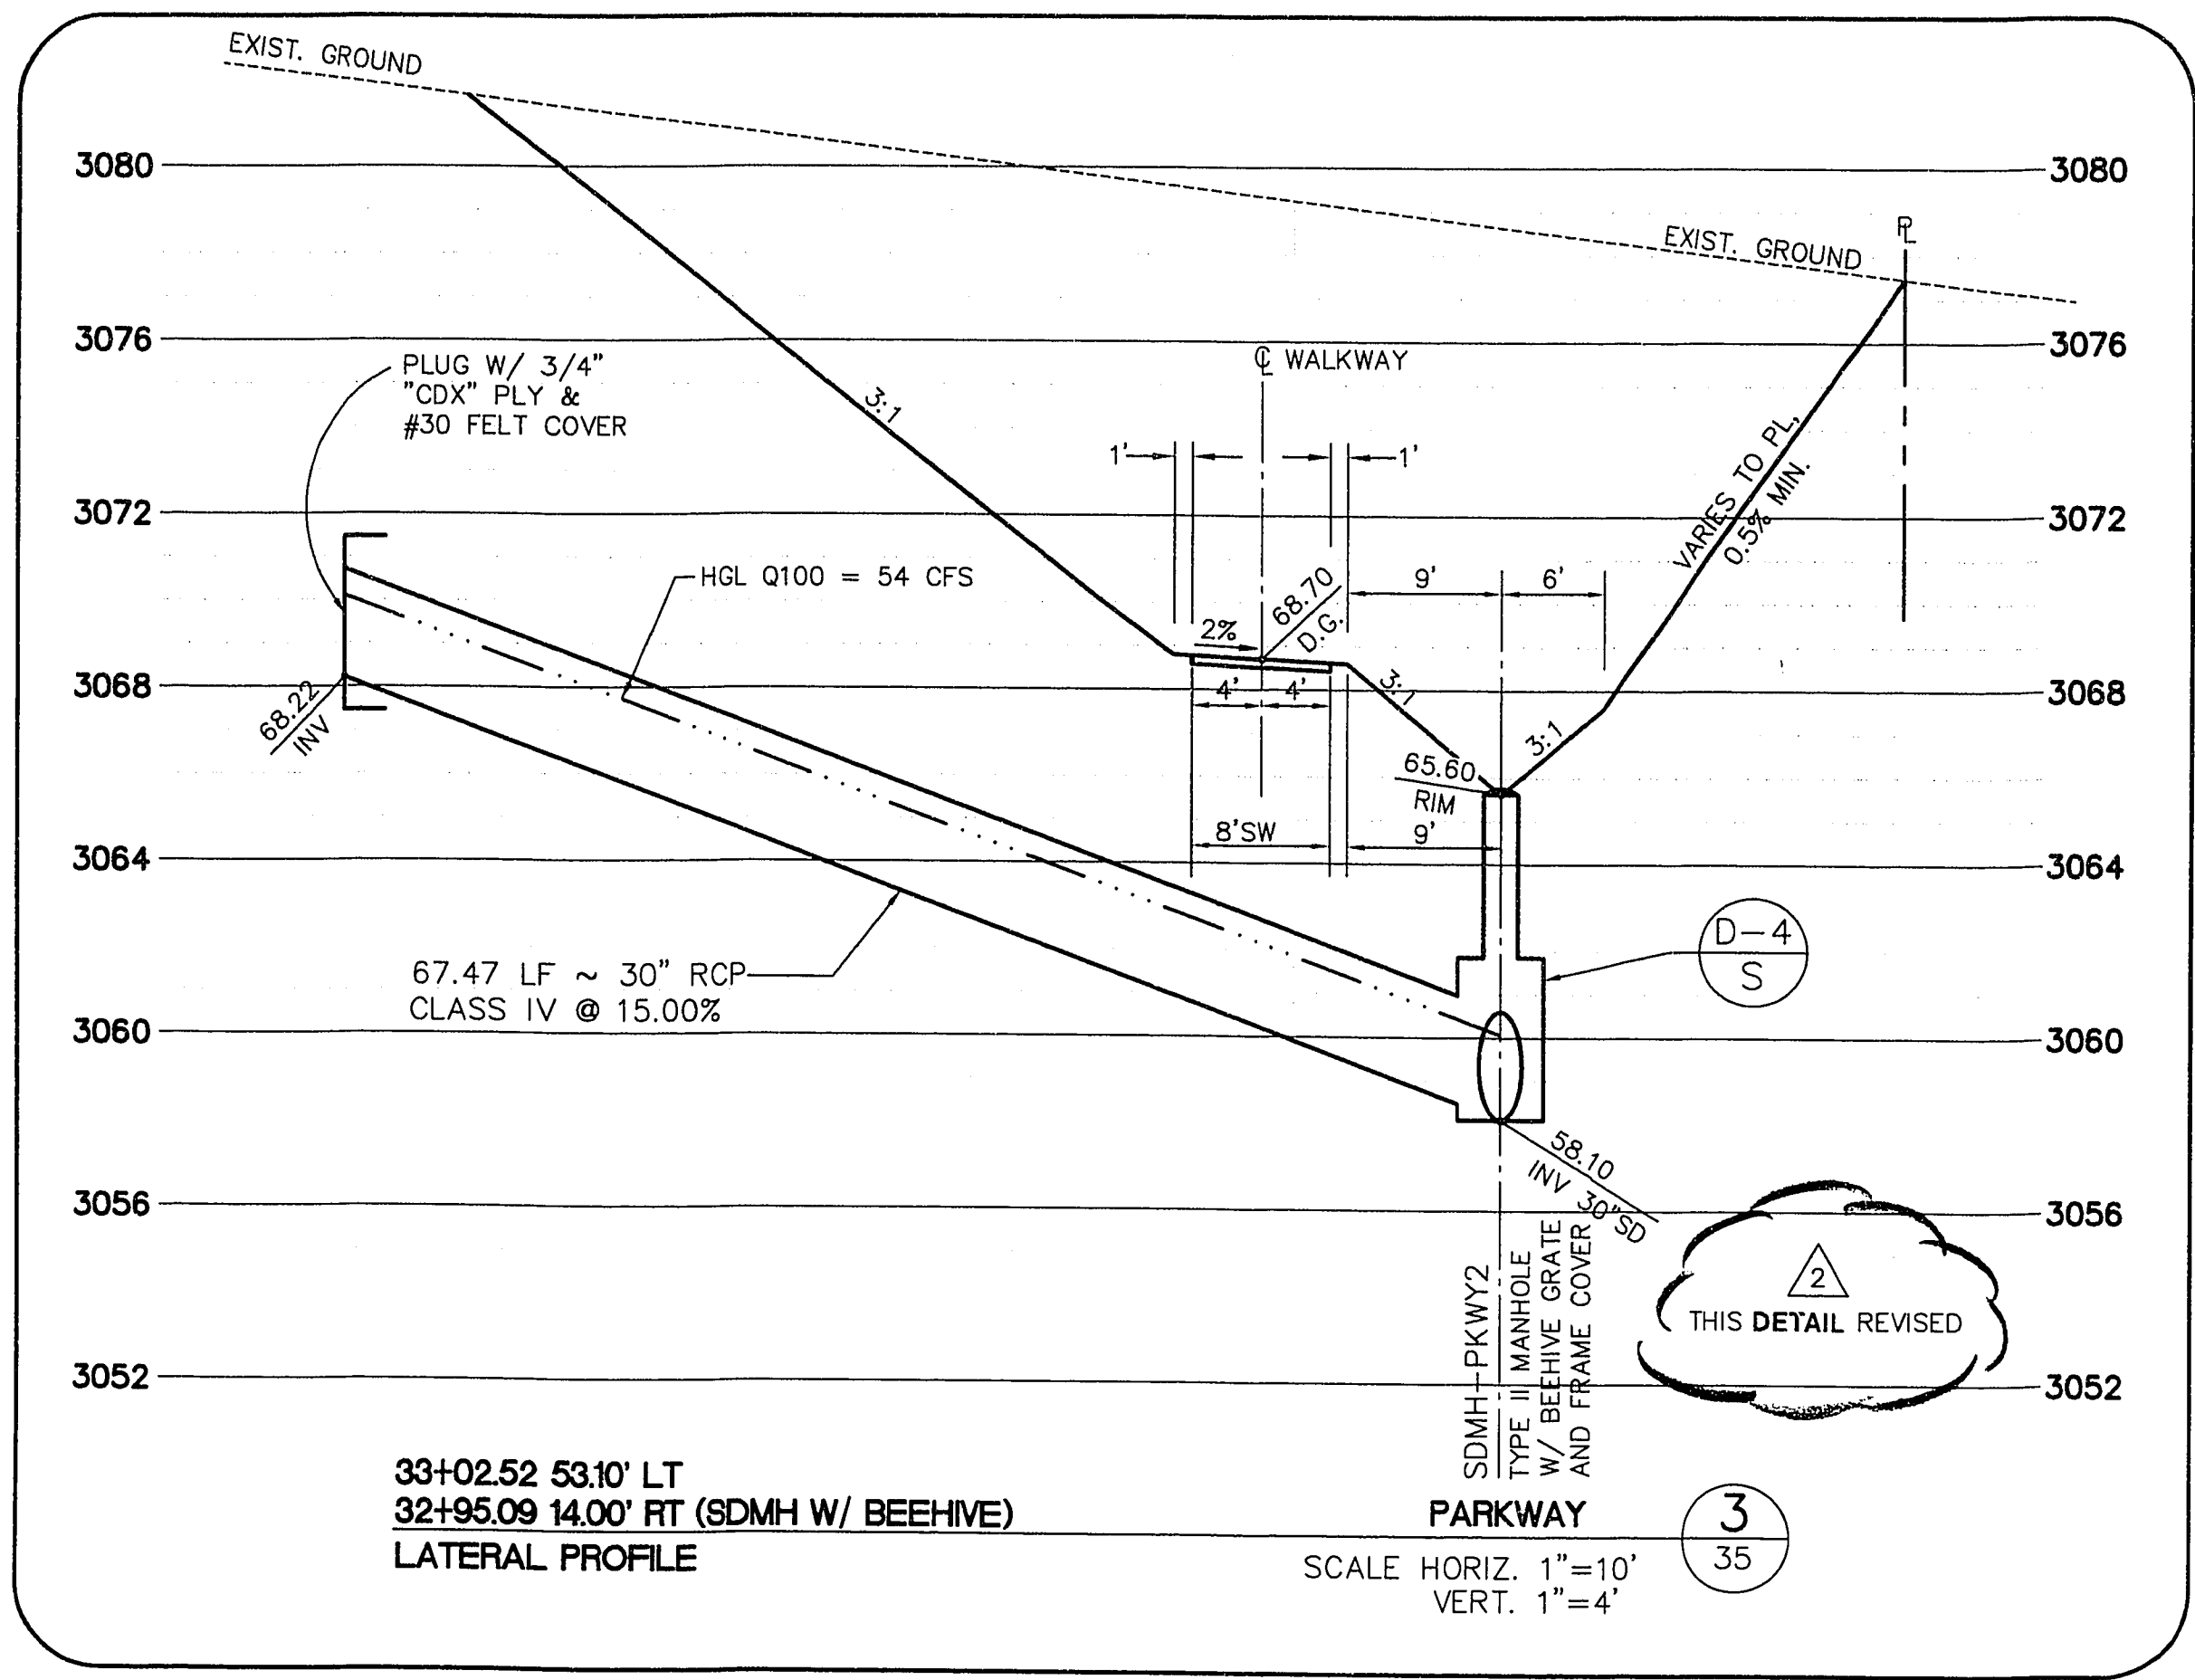 EXIST. GROUND
3080
3080
EXIST. GROUND
PL
3076
3076
PLUG W/ 3/4"
"CDX" PLY &
#30 FELT COVER
CL WALKWAY
3:1
1'
1'
VARIES TO PL,
0.5% MIN.
3072
3072
HGL Q100 = 54 CFS
9'
6'
68.70
D.G.
2%
3068
3068
68.22
INV
4'
4'
3:1
3:1
65.60
RIM
8'SW
9'
3064
3064
D-4
S
67.47 LF ~ 30" RCP
CLASS IV @ 15.00%
3060
3060
58.10
INV 30"SD
3056
3056
SDMH-PKWY2
TYPE III MANHOLE
W/ BEEHIVE GRATE
AND FRAME COVER
2
THIS DETAIL REVISED
3052
3052
33+02.52 53.10' LT
32+95.09 14.00' RT (SDMH W/ BEEHIVE)
LATERAL PROFILE
PARKWAY
3
35
SCALE HORIZ. 1"=10'
VERT. 1"=4'